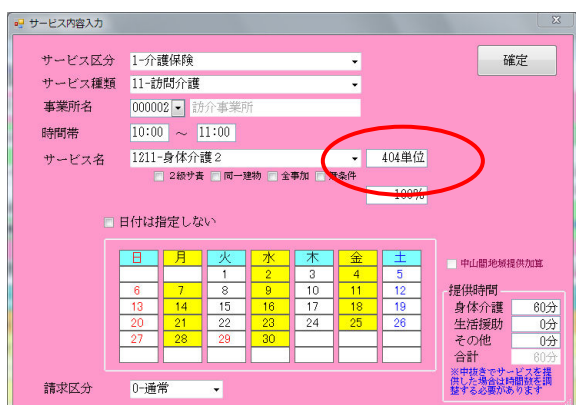 サービス内容入力
サービス区分 1-介護保険 確定
サービス種類 11-訪問介護
事業所名 000002 訪介事業所
時間帯 10:00 ～ 11:00
サービス名 1211-身体介護2 404単位
2級サ責 同一建物 全事加 無条件
100%
日付は指定しない
日 月 火 水 木 金 土
1 2 3 4 5
6 7 8 9 10 11 12
13 14 15 16 17 18 19
20 21 22 23 24 25 26
27 28 29 30
中山間地域提供加算
提供時間
身体介護 60分
生活援助 0分
その他 0分
合計 60分
※中抜きでサービスを提
供した場合は時間数を調
整する必要があります
請求区分 0-通常